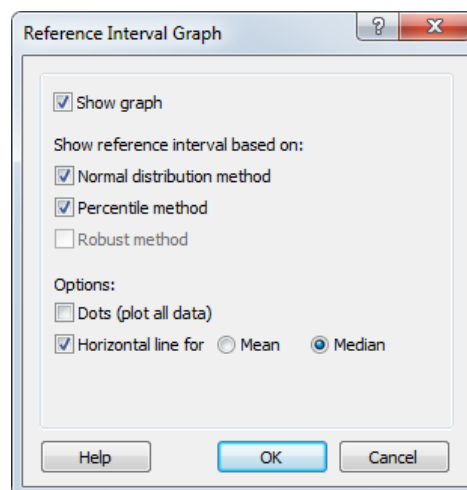 Reference Interval Graph
Show graph
Show reference interval based on:
Normal distribution method
Percentile method
Robust method
Options:
Dots (plot all data)
Horizontal line for Mean Median
Help OK Cancel